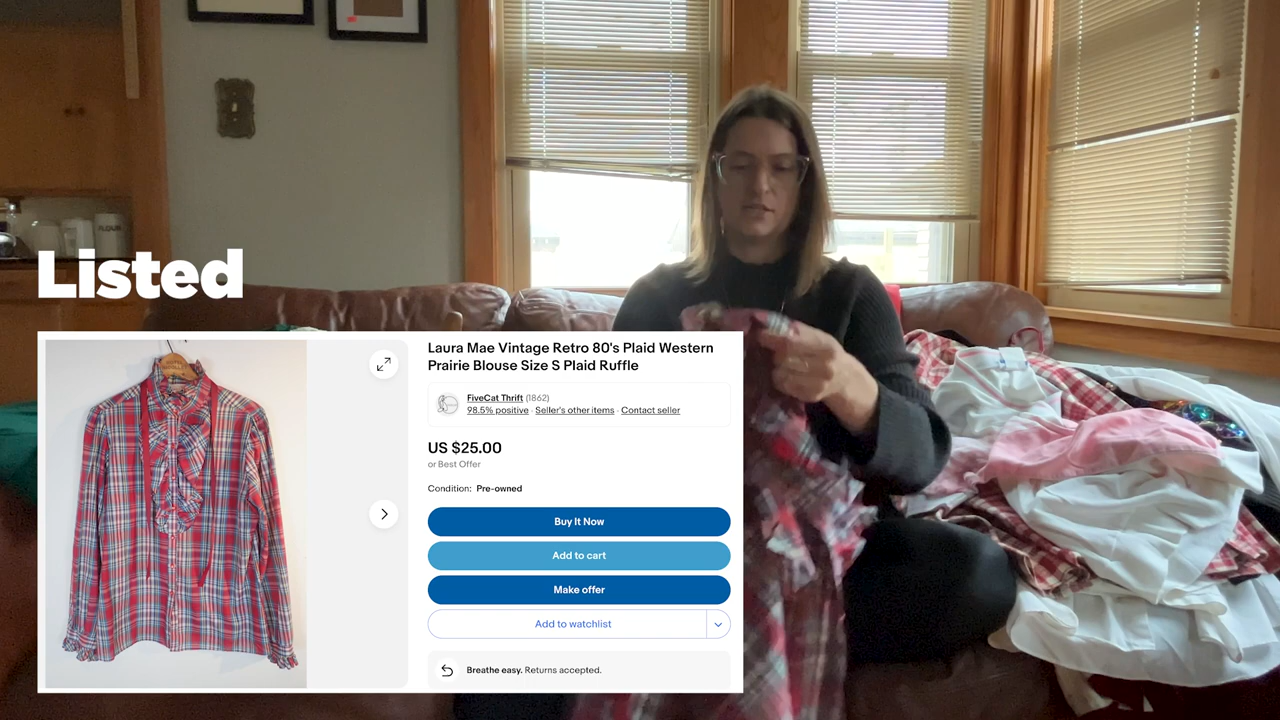 Listed
Laura Mae Vintage Retro 80's Plaid Western
Prairie Blouse Size S Plaid Ruffle
FiveCat Thrift (1862)
98.5% positive · Seller's other items · Contact seller
US $25.00
or Best Offer
Condition: Pre-owned
Buy It Now
Add to cart
Make offer
Add to watchlist
Breathe easy. Returns accepted.
FLOUR